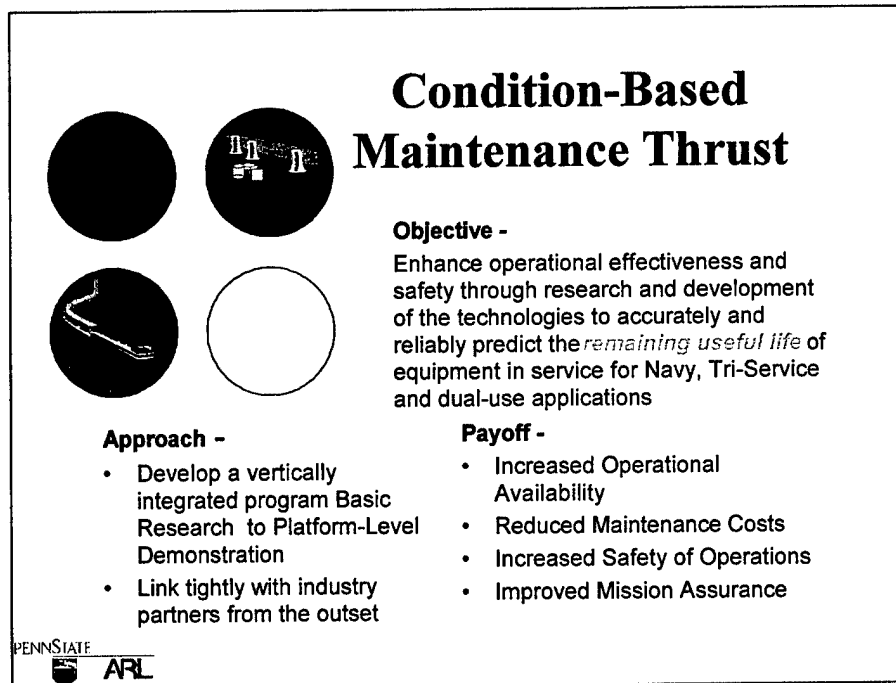 Condition-Based
Maintenance Thrust
Objective -
Enhance operational effectiveness and
safety through research and development
of the technologies to accurately and
reliably predict the remaining useful life of
equipment in service for Navy, Tri-Service
and dual-use applications
Approach -
• Develop a vertically
integrated program Basic
Research to Platform-Level
Demonstration
• Link tightly with industry
partners from the outset
Payoff -
• Increased Operational
Availability
• Reduced Maintenance Costs
• Increased Safety of Operations
• Improved Mission Assurance
PENNSTATE
ARL